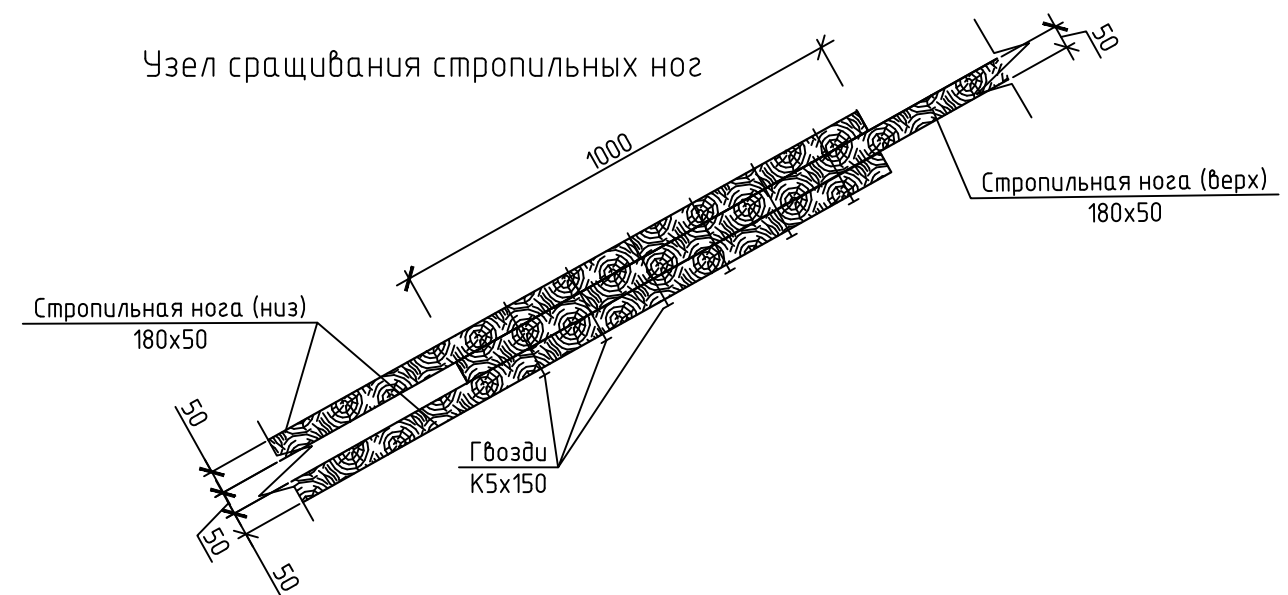 Узел сращивания стропильных ног
50
1000
Стропильная нога (верх)
180х50
Стропильная нога (низ)
180х50
50
Гвозди
К5х150
50
50